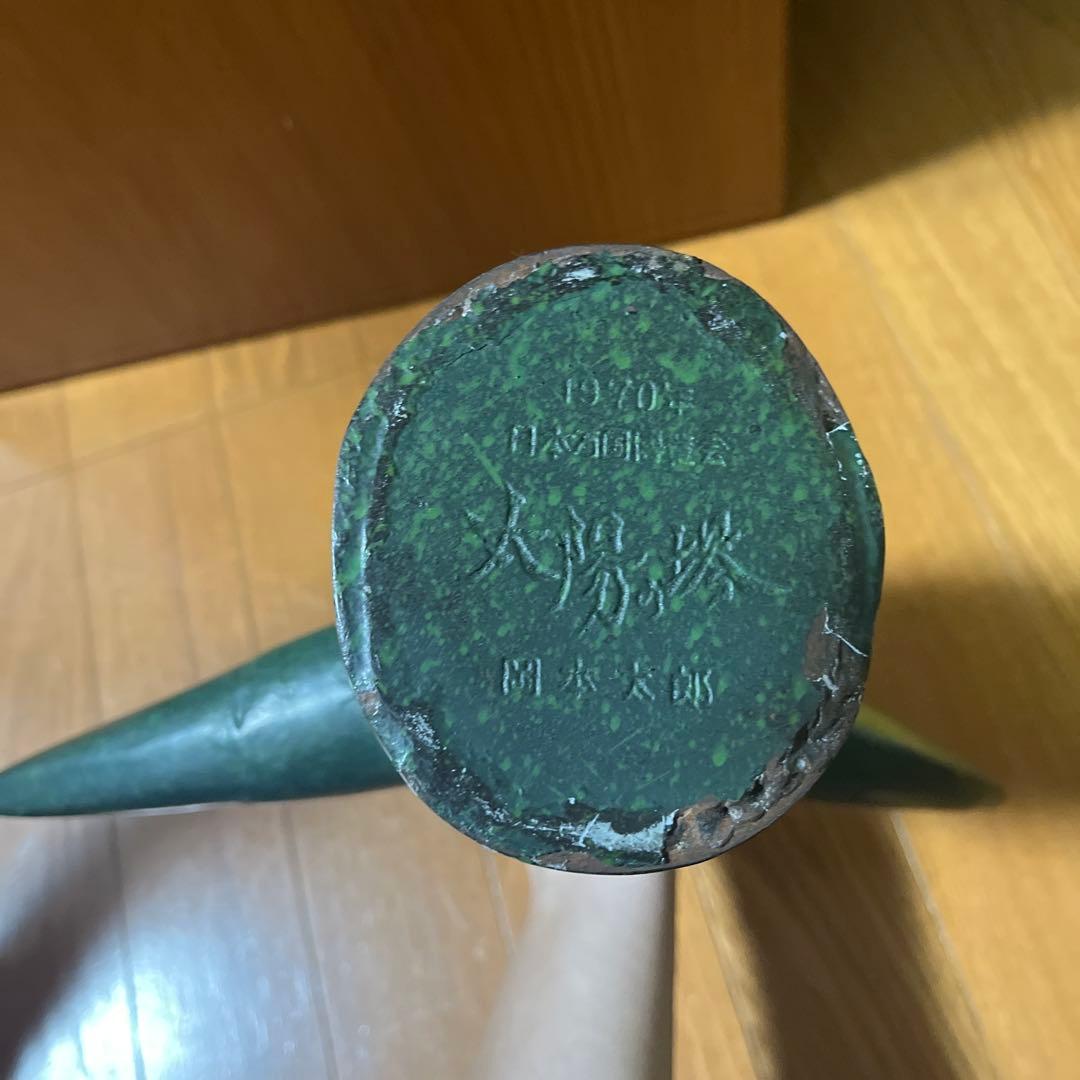 1970年
日本万国博覧会
太陽の塔
岡本太郎